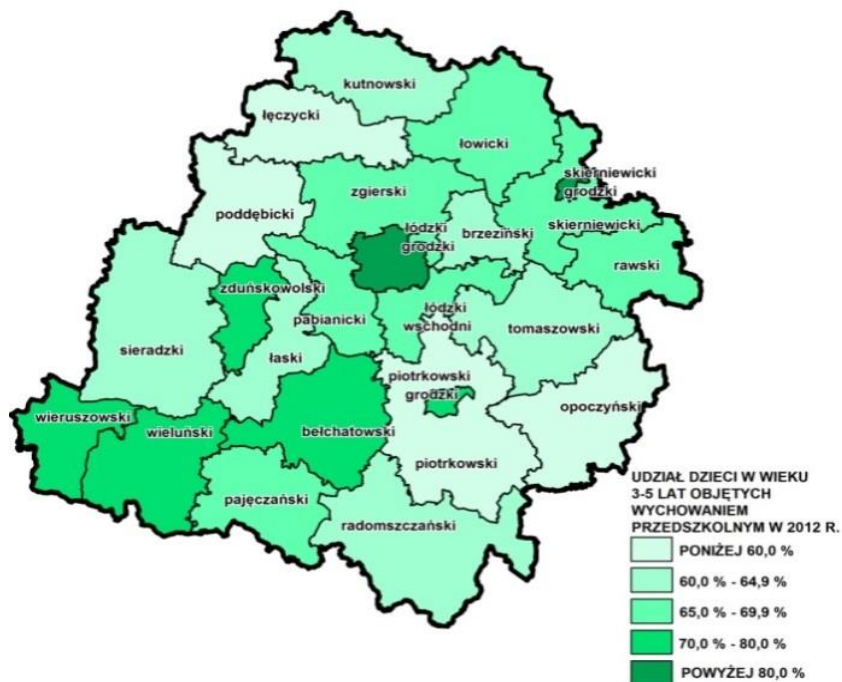 kutnowski
łęczycki
łowicki
skierniewicki
grodzki
zgierski
poddębicki
łódzki
grodzki
brzeziński
skierniewicki
rawski
zduńskowolski
pabianicki
łódzki
wschodni
tomaszowski
sieradzki
łaski
piotrkowski
grodzki
opoczyński
wieruszowski
wieluński
bełchatowski
piotrkowski
pajęczański
radomszczański
UDZIAŁ DZIECI W WIEKU
3-5 LAT OBJĘTYCH
WYCHOWANIEM
PRZEDSZKOLNYM W 2012 R.
PONIŻEJ 60,0 %
60,0 % - 64,9 %
65,0 % - 69,9 %
70,0 % - 80,0 %
POWYŻEJ 80,0 %